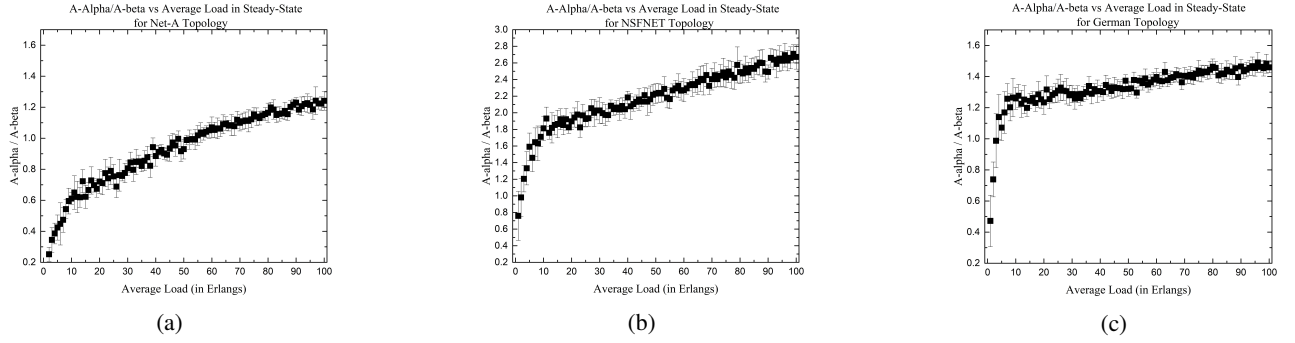 A-Alpha/A-beta vs Average Load in Steady-State
for Net-A Topology
1.6
1.4
1.2
1.0
0.8
0.6
0.4
0.2
A-alpha / A-beta
0 10 20 30 40 50 60 70 80 90 100
Average Load (in Erlangs)
(a)
A-Alpha/A-beta vs Average Load in Steady-State
for NSFNET Topology
3.0
2.8
2.6
2.4
2.2
2.0
1.8
1.6
1.4
1.2
1.0
0.8
0.6
0.4
0.2
A-alpha / A-beta
0 10 20 30 40 50 60 70 80 90 100
Average Load (in Erlangs)
(b)
A-Alpha/A-beta vs Average Load in Steady-State
for German Topology
1.6
1.4
1.2
1.0
0.8
0.6
0.4
0.2
A-alpha / A-beta
0 10 20 30 40 50 60 70 80 90 100
Average Load (in Erlangs)
(c)